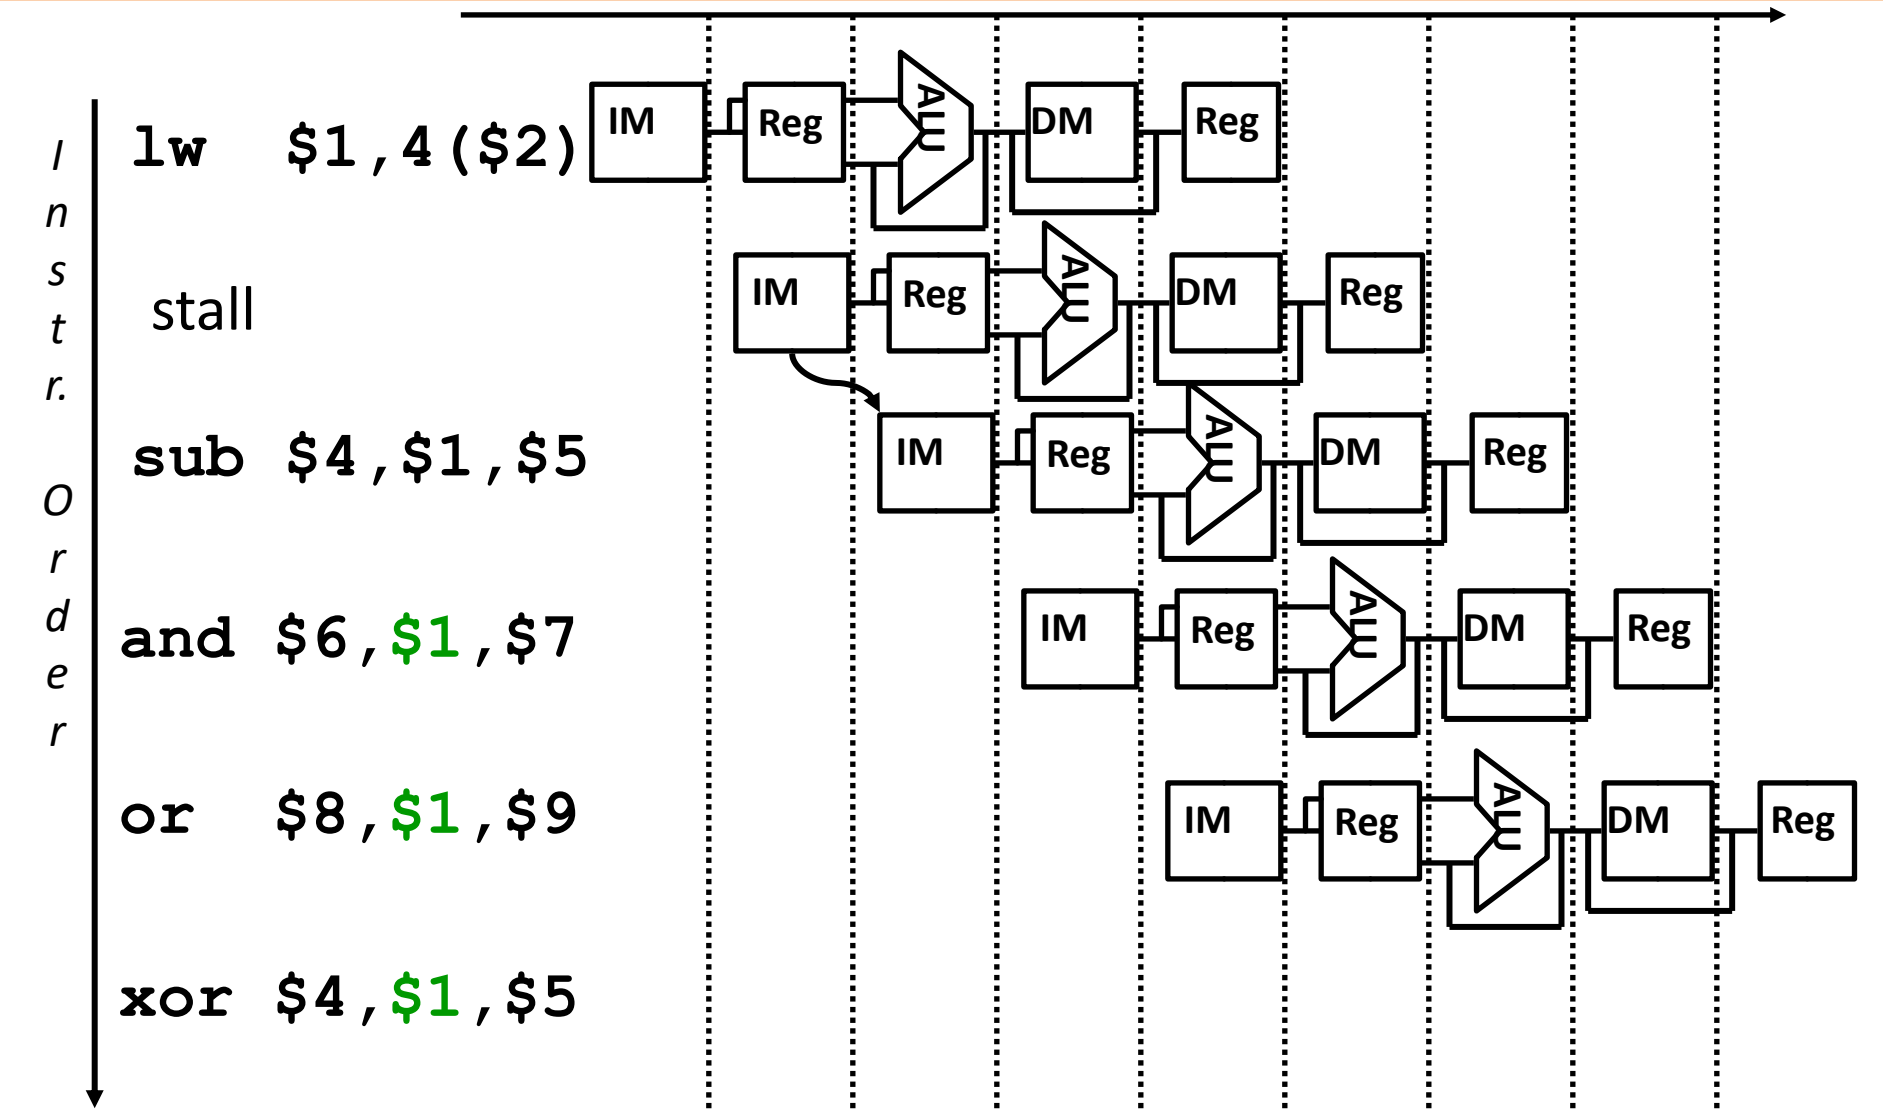 Instr. Order
lw $1,4($2)
IM Reg ALU DM Reg
stall
IM Reg ALU DM Reg
sub $4,$1,$5
IM Reg ALU DM Reg
and $6,$1,$7
IM Reg ALU DM Reg
or $8,$1,$9
IM Reg ALU DM Reg
xor $4,$1,$5